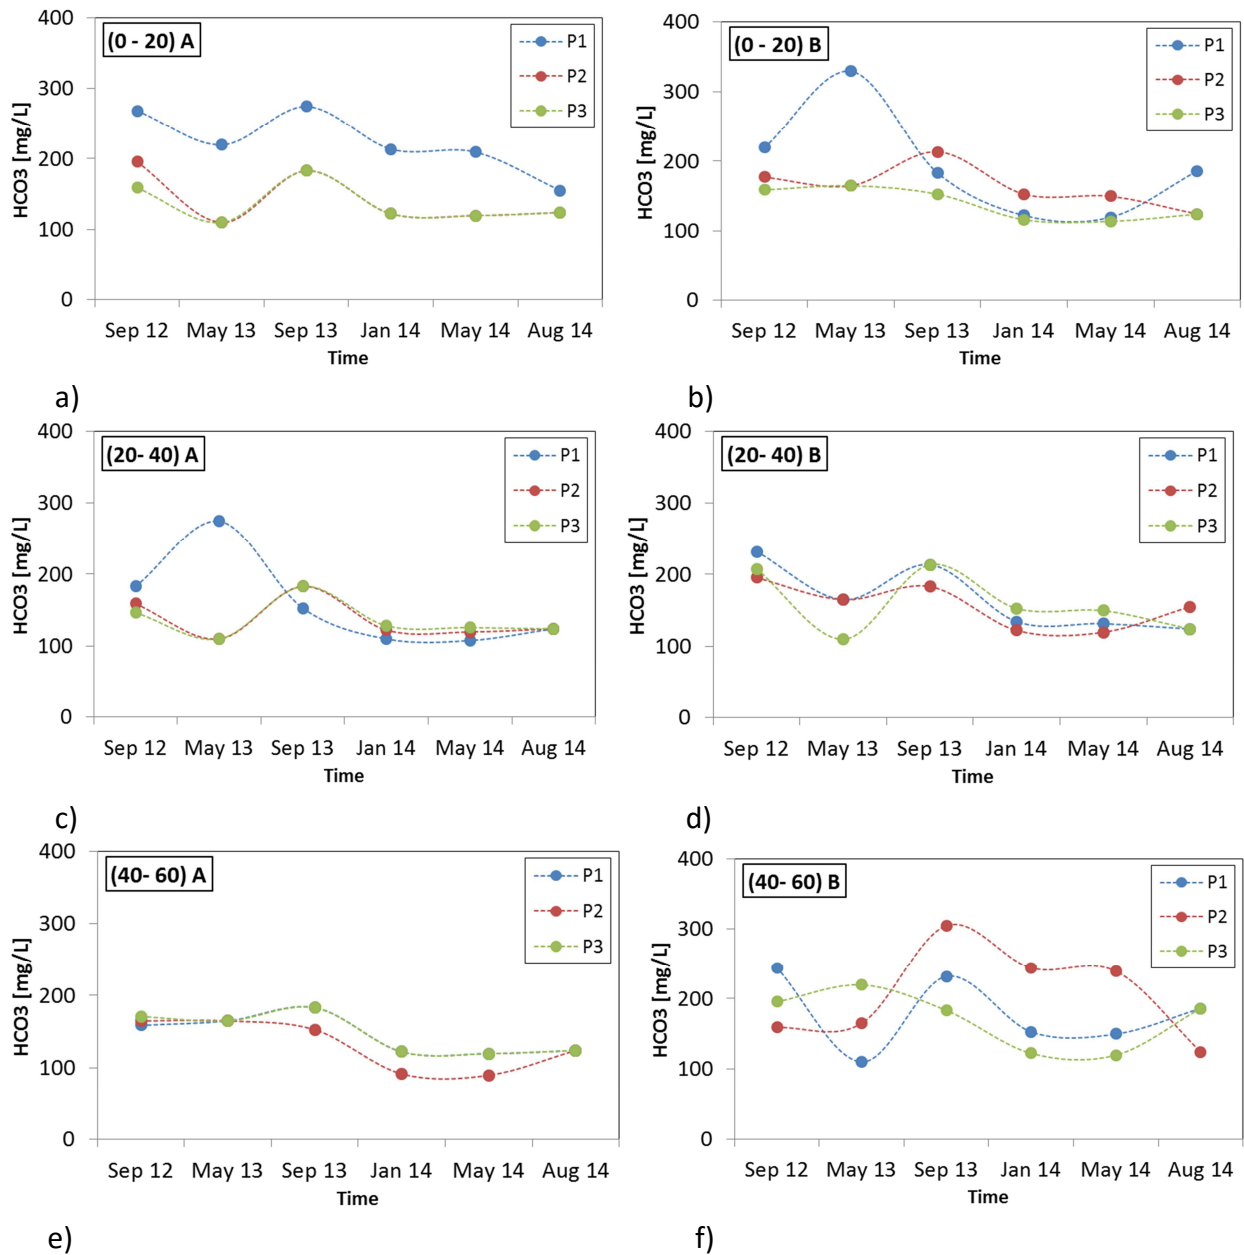 (0 - 20) A
HCO3 [mg/L]
400
300
200
100
0
P1
P2
P3
Sep 12 May 13 Sep 13 Jan 14 May 14 Aug 14
Time
a)
(0 - 20) B
HCO3 [mg/L]
400
300
200
100
0
P1
P2
P3
Sep 12 May 13 Sep 13 Jan 14 May 14 Aug 14
Time
b)
(20- 40) A
HCO3 [mg/L]
400
300
200
100
0
P1
P2
P3
Sep 12 May 13 Sep 13 Jan 14 May 14 Aug 14
Time
c)
(20- 40) B
HCO3 [mg/L]
400
300
200
100
0
P1
P2
P3
Sep 12 May 13 Sep 13 Jan 14 May 14 Aug 14
Time
d)
(40- 60) A
HCO3 [mg/L]
400
300
200
100
0
P1
P2
P3
Sep 12 May 13 Sep 13 Jan 14 May 14 Aug 14
Time
e)
(40- 60) B
HCO3 [mg/L]
400
300
200
100
0
P1
P2
P3
Sep 12 May 13 Sep 13 Jan 14 May 14 Aug 14
Time
f)